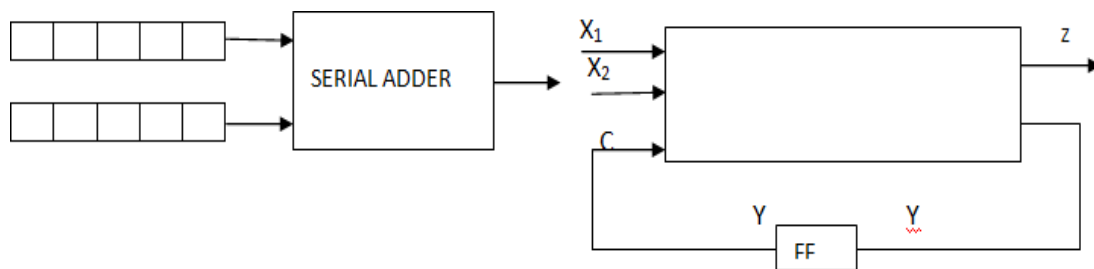 SERIAL ADDER
X₁
X₂
C
z
Y
FF
Y